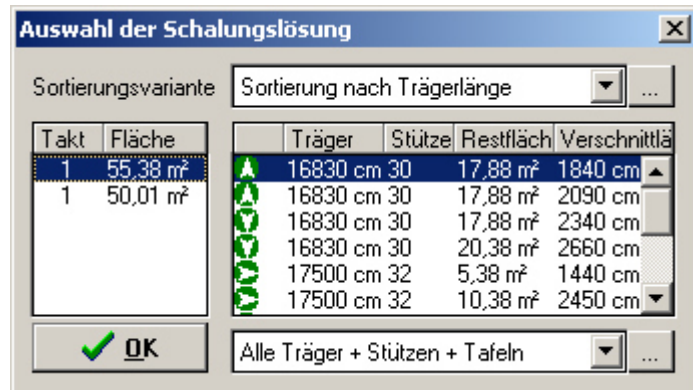 Auswahl der Schalungslösung
Sortierungsvariante Sortierung nach Trägerlänge ...
Takt Fläche
1 55,38 m²
1 50,01 m²
Träger Stütze Restfläch Verschnittlä
16830 cm 30 17,88 m² 1840 cm
16830 cm 30 17,88 m² 2090 cm
16830 cm 30 17,88 m² 2340 cm
16830 cm 30 20,38 m² 2660 cm
17500 cm 32 5,38 m² 1440 cm
17500 cm 32 10,38 m² 2450 cm
OK
Alle Träger + Stützen + Tafeln ...